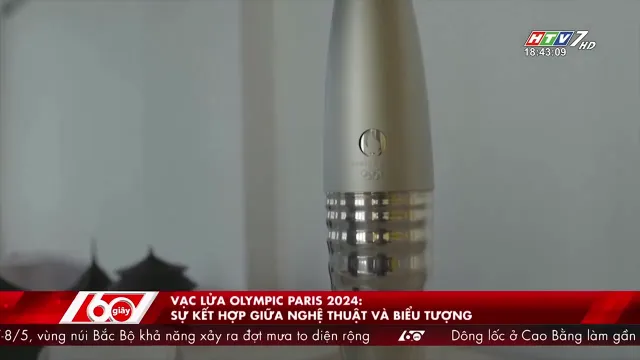 HTV7 HD
18:43:09
60 giây
VẠC LỬA OLYMPIC PARIS 2024:
SỰ KẾT HỢP GIỮA NGHỆ THUẬT VÀ BIỂU TƯỢNG
-8/5, vùng núi Bắc Bộ khả năng xảy ra đợt mưa to diện rộng 60 giây Dông lốc ở Cao Bằng làm gần